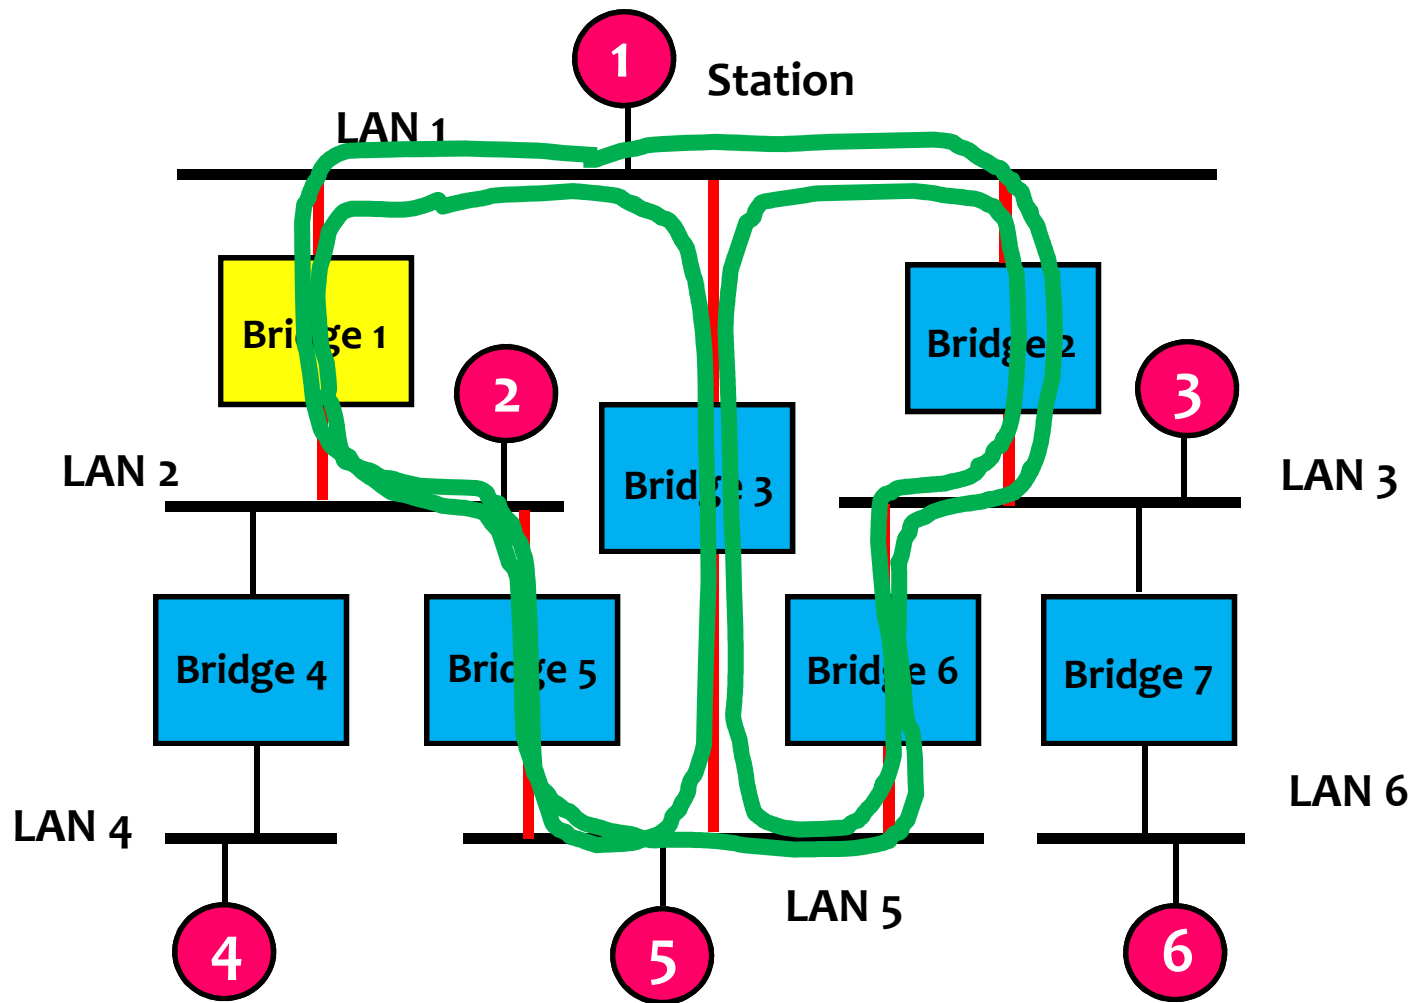 1
Station
LAN 1
Bridge 1
Bridge 2
2
3
LAN 2
Bridge 3
LAN 3
Bridge 4
Bridge 5
Bridge 6
Bridge 7
LAN 6
LAN 4
LAN 5
4
5
6